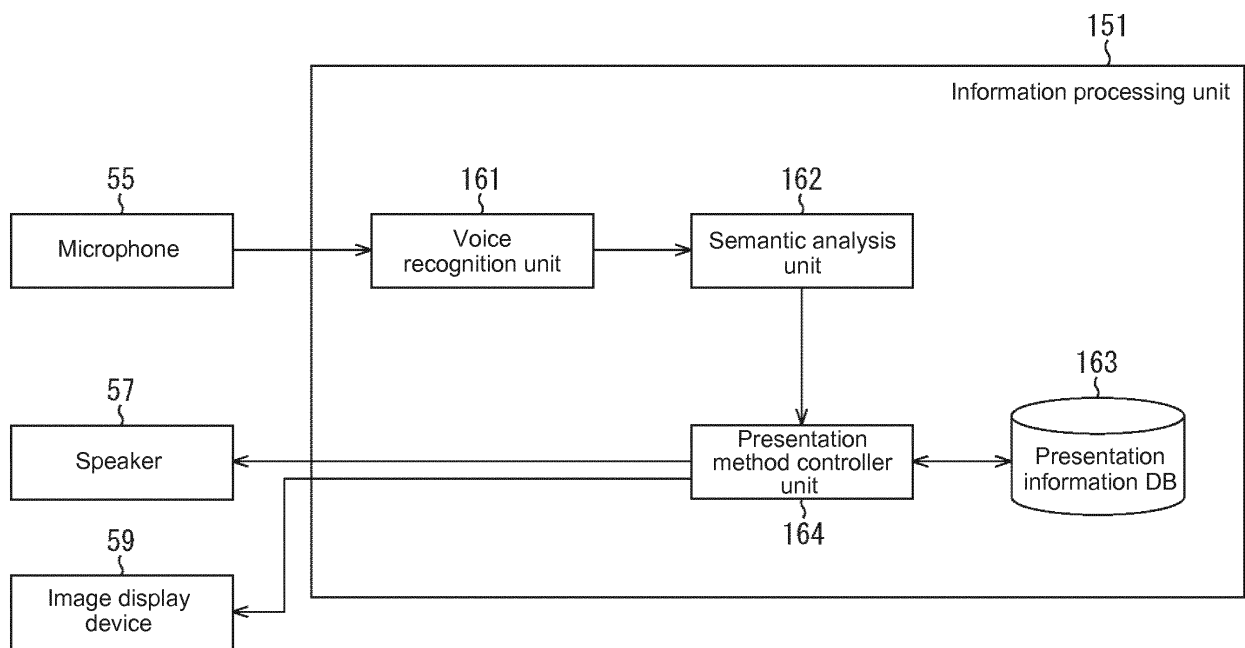 151
Information processing unit
55
Microphone
161
Voice
recognition unit
162
Semantic analysis
unit
57
Speaker
Presentation
method controller
unit
164
163
Presentation
information DB
59
Image display
device